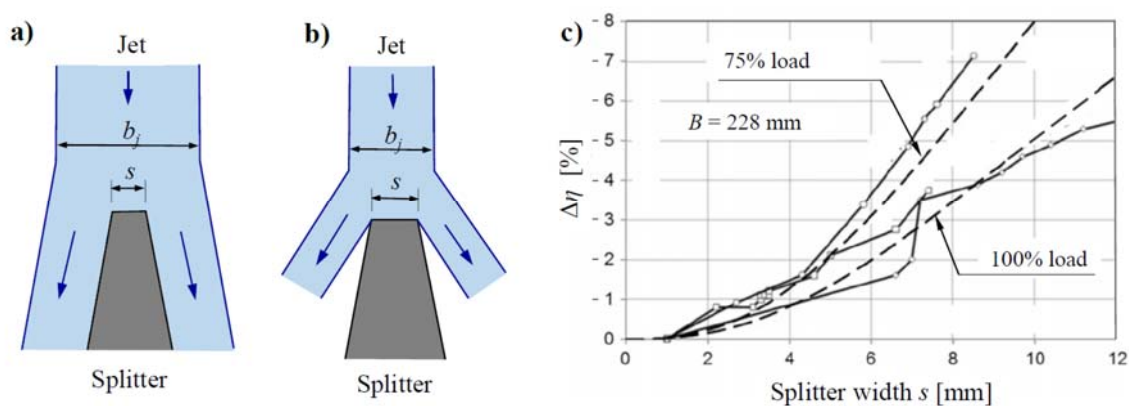 a)
Jet
b_j
s
Splitter
b)
Jet
b_j
s
Splitter
c)
- 8
- 7
- 6
- 5
- 4
- 3
- 2
- 1
0
Δη [%]
75% load
B = 228 mm
100% load
0 2 4 6 8 10 12
Splitter width s [mm]